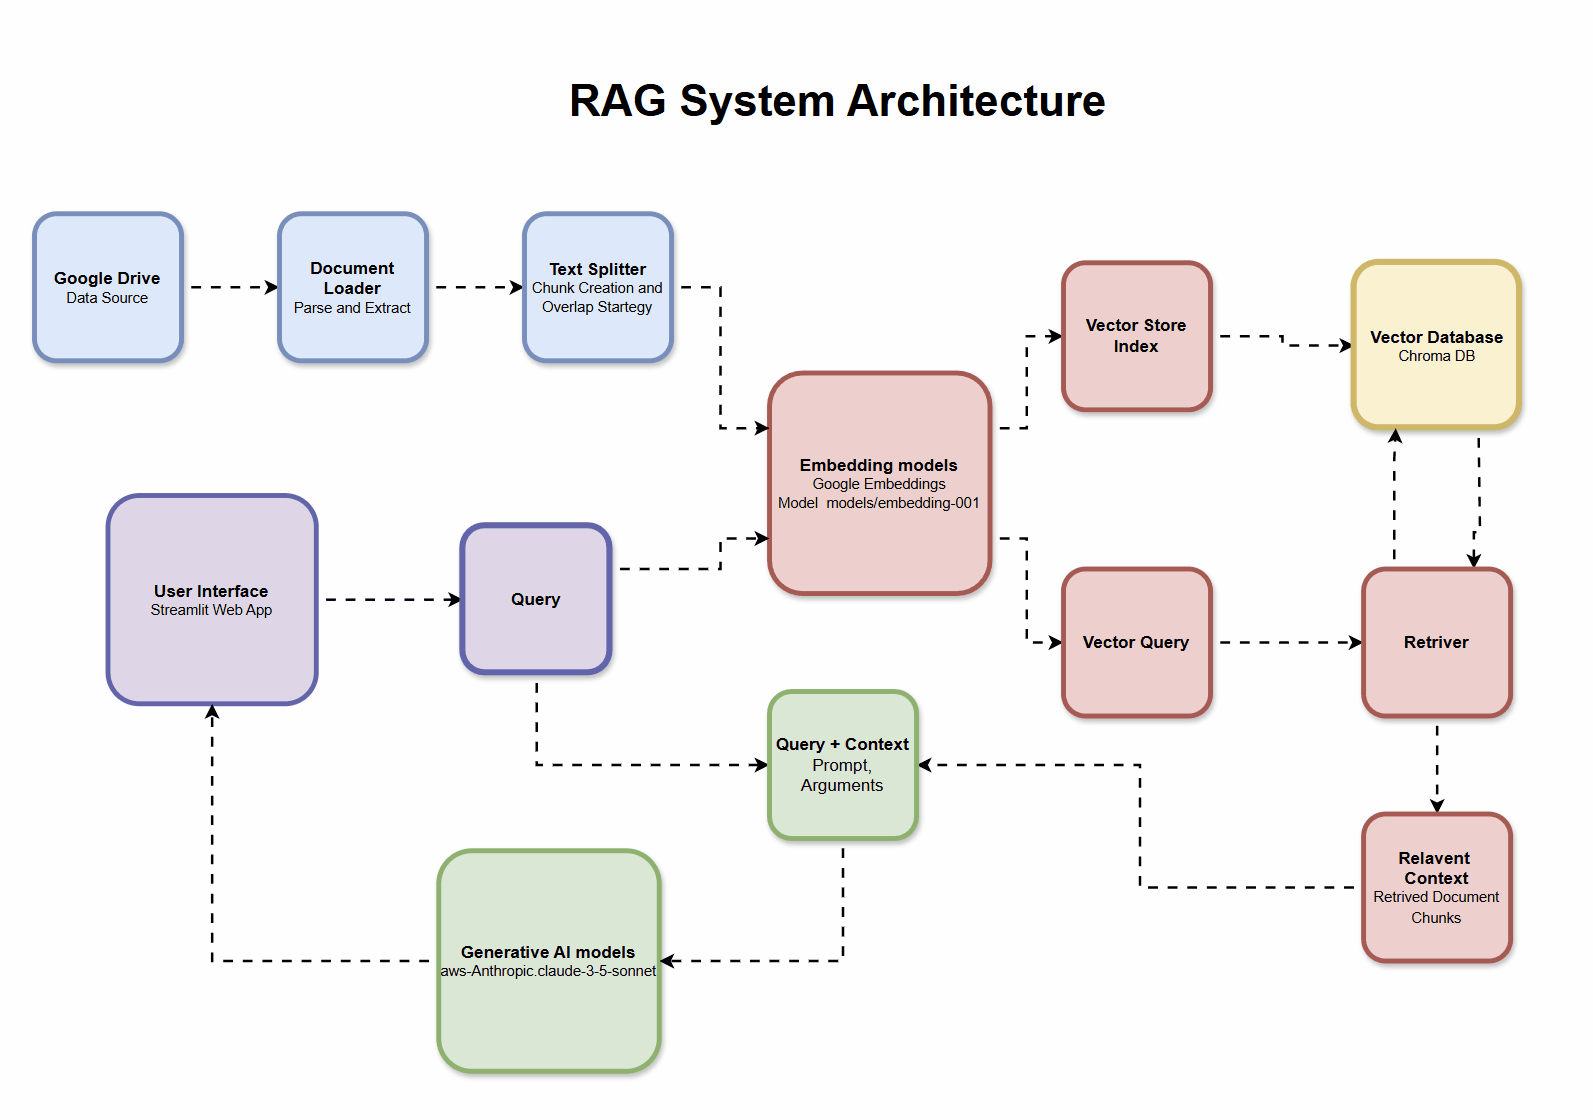 RAG System Architecture
Google Drive
Data Source
Document
Loader
Parse and Extract
Text Splitter
Chunk Creation and
Overlap Startegy
Embedding models
Google Embeddings
Model  models/embedding-001
Vector Store
Index
Vector Database
Chroma DB
User Interface
Streamlit Web App
Query
Vector Query
Retriver
Query + Context
Prompt,
Arguments
Relavent
Context
Retrived Document
Chunks
Generative AI models
aws-Anthropic.claude-3-5-sonnet